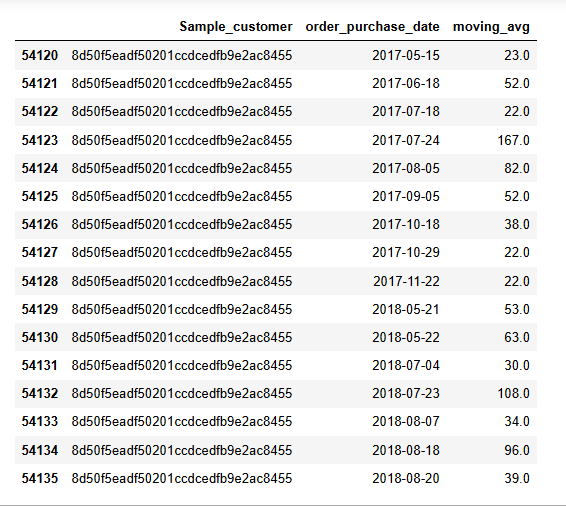 Sample_customer order_purchase_date moving_avg
54120 8d50f5eadf50201ccdcedfb9e2ac8455 2017-05-15 23.0
54121 8d50f5eadf50201ccdcedfb9e2ac8455 2017-06-18 52.0
54122 8d50f5eadf50201ccdcedfb9e2ac8455 2017-07-18 22.0
54123 8d50f5eadf50201ccdcedfb9e2ac8455 2017-07-24 167.0
54124 8d50f5eadf50201ccdcedfb9e2ac8455 2017-08-05 82.0
54125 8d50f5eadf50201ccdcedfb9e2ac8455 2017-09-05 52.0
54126 8d50f5eadf50201ccdcedfb9e2ac8455 2017-10-18 38.0
54127 8d50f5eadf50201ccdcedfb9e2ac8455 2017-10-29 22.0
54128 8d50f5eadf50201ccdcedfb9e2ac8455 2017-11-22 22.0
54129 8d50f5eadf50201ccdcedfb9e2ac8455 2018-05-21 53.0
54130 8d50f5eadf50201ccdcedfb9e2ac8455 2018-05-22 63.0
54131 8d50f5eadf50201ccdcedfb9e2ac8455 2018-07-04 30.0
54132 8d50f5eadf50201ccdcedfb9e2ac8455 2018-07-23 108.0
54133 8d50f5eadf50201ccdcedfb9e2ac8455 2018-08-07 34.0
54134 8d50f5eadf50201ccdcedfb9e2ac8455 2018-08-18 96.0
54135 8d50f5eadf50201ccdcedfb9e2ac8455 2018-08-20 39.0